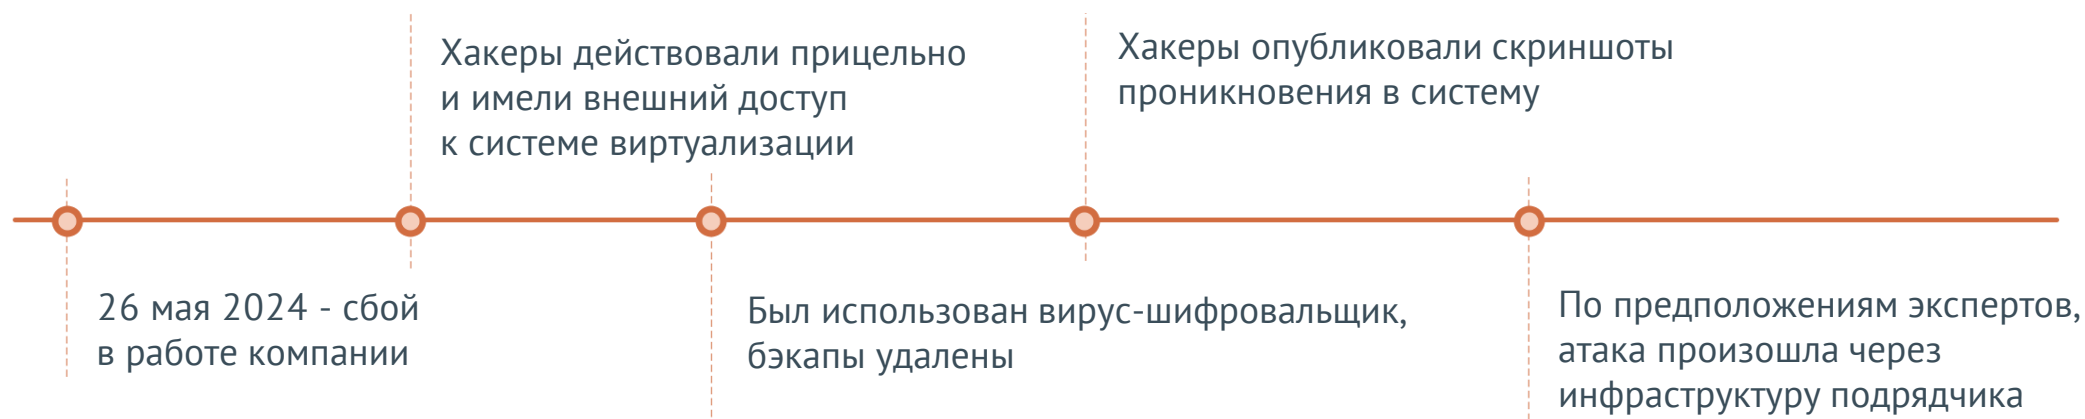 26 мая 2024 - сбой
в работе компании
Хакеры действовали прицельно
и имели внешний доступ
к системе виртуализации
Был использован вирус-шифровальщик,
бэкапы удалены
Хакеры опубликовали скриншоты
проникновения в систему
По предположениям экспертов,
атака произошла через
инфраструктуру подрядчика